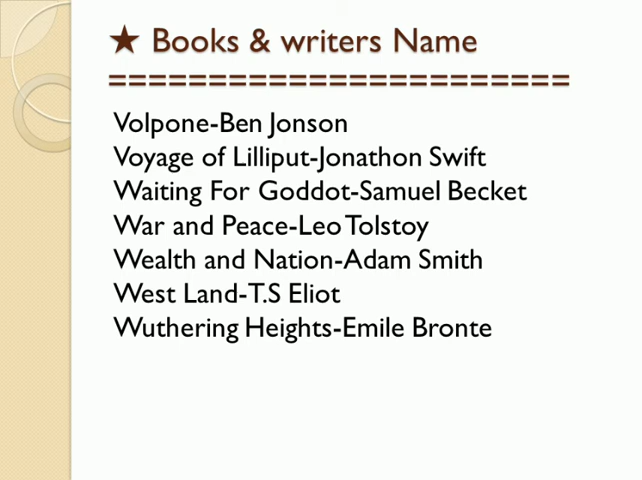 ★ Books & writers Name
=======================
Volpone-Ben Jonson
Voyage of Lilliput-Jonathon Swift
Waiting For Goddot-Samuel Becket
War and Peace-Leo Tolstoy
Wealth and Nation-Adam Smith
West Land-T.S Eliot
Wuthering Heights-Emile Bronte